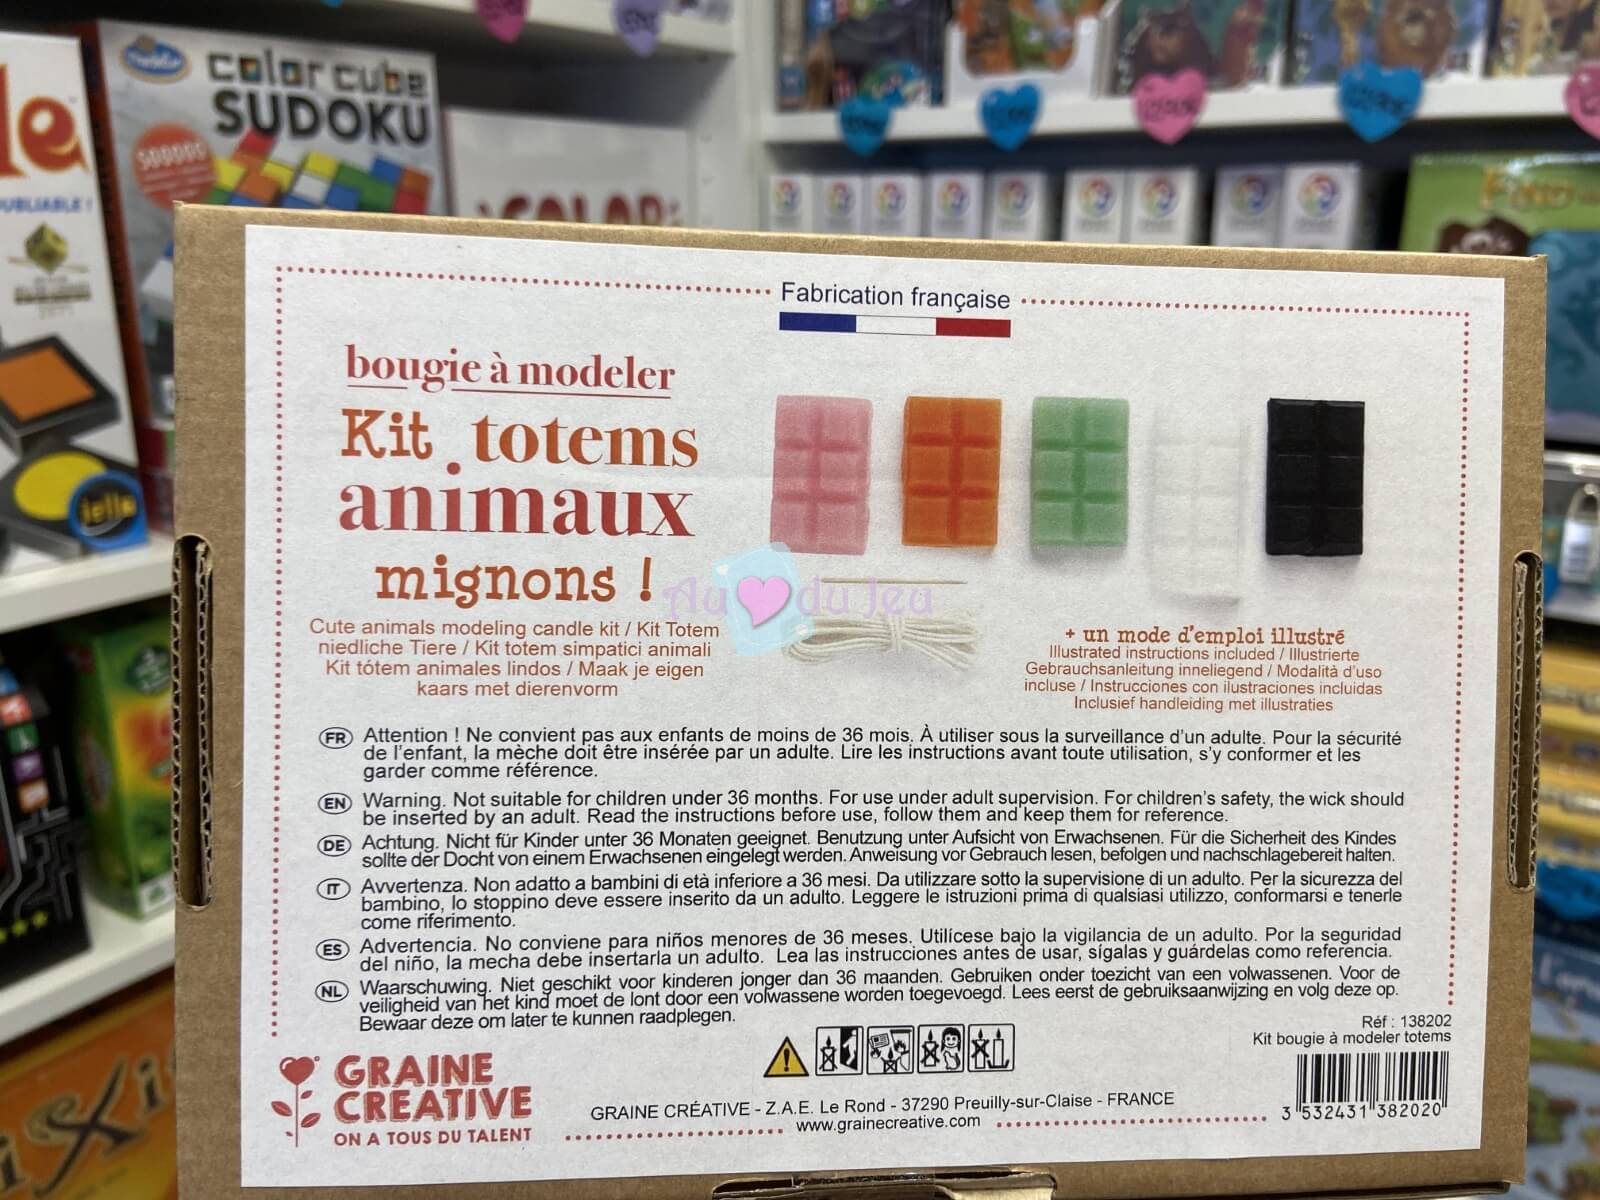 color cube
SUDOKU
500000
UBLIABLE !
iello
Fabrication française
bougie à modeler
Kit totems
animaux
mignons !
Au du Jeu
Cute animals modeling candle kit / Kit Totem
niedliche Tiere / Kit totem simpatici animali
Kit tótem animales lindos / Maak je eigen
kaars met dierenvorm
+ un mode d'emploi illustré
Illustrated instructions included / Illustrierte
Gebrauchsanleitung inneliegend / Modalità d'uso
incluse / Instrucciones con ilustraciones incluidas
Inclusief handleiding met illustraties
FR Attention ! Ne convient pas aux enfants de moins de 36 mois. À utiliser sous la surveillance d'un adulte. Pour la sécurité
de l'enfant, la mèche doit être insérée par un adulte. Lire les instructions avant toute utilisation, s'y conformer et les
garder comme référence.
EN Warning. Not suitable for children under 36 months. For use under adult supervision. For children's safety, the wick should
be inserted by an adult. Read the instructions before use, follow them and keep them for reference.
DE Achtung. Nicht für Kinder unter 36 Monaten geeignet. Benutzung unter Aufsicht von Erwachsenen. Für die Sicherheit des Kindes
sollte der Docht von einem Erwachsenen eingelegt werden. Anweisung vor Gebrauch lesen, befolgen und nachschlagebereit halten.
IT Avvertenza. Non adatto a bambini di età inferiore a 36 mesi. Da utilizzare sotto la supervisione di un adulto. Per la sicurezza del
bambino, lo stoppino deve essere inserito da un adulto. Leggere le istruzioni prima di qualsiasi utilizzo, conformarsi e tenerle
come riferimento.
ES Advertencia. No conviene para niños menores de 36 meses. Utilícese bajo la vigilancia de un adulto. Por la seguridad
del niño, la mecha debe insertarla un adulto. Lea las instrucciones antes de usar, sígalas y guárdelas como referencia.
NL Waarschuwing. Niet geschikt voor kinderen jonger dan 36 maanden. Gebruiken onder toezicht van een volwassenen. Voor de
veiligheid van het kind moet de lont door een volwassene worden toegevoegd. Lees eerst de gebruiksaanwijzing en volg deze op.
Bewaar deze om later te kunnen raadplegen.
Réf : 138202
Kit bougie à modeler totems
3 532431 382020
GRAINE
CRÉATIVE
ON A TOUS DU TALENT
GRAINE CRÉATIVE - Z.A.E. Le Rond - 37290 Preuilly-sur-Claise - FRANCE
www.grainecreative.com